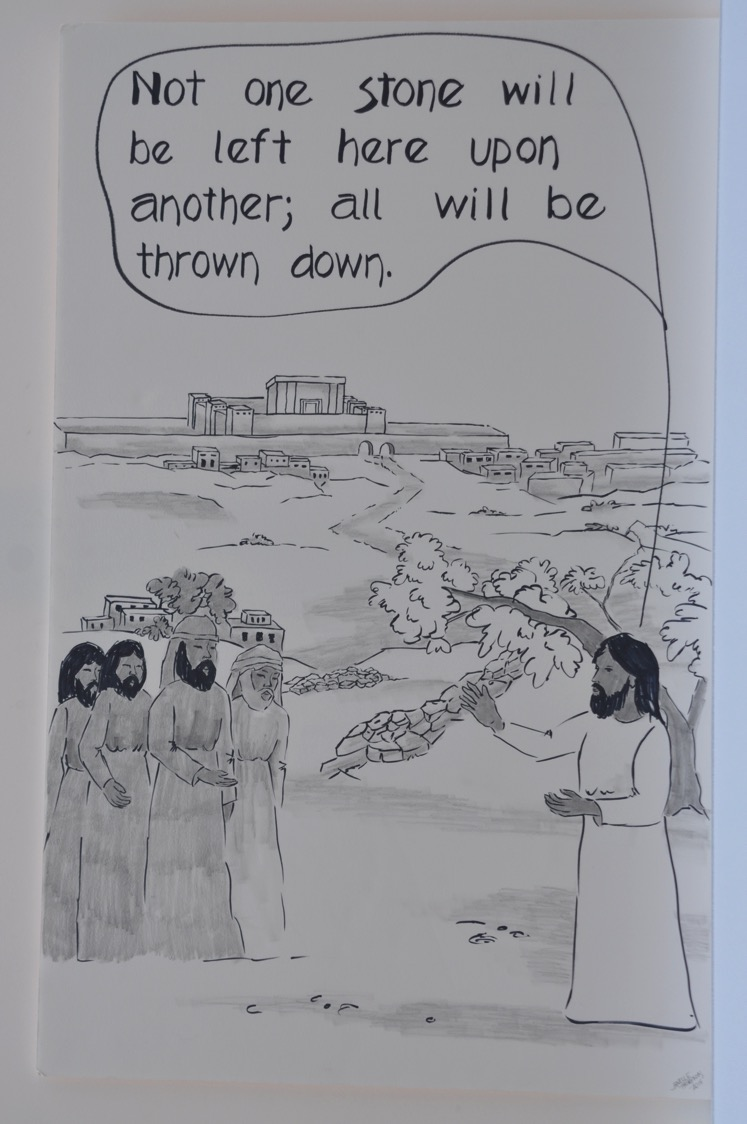 Not one stone will
be left here upon
another; all will be
thrown down.